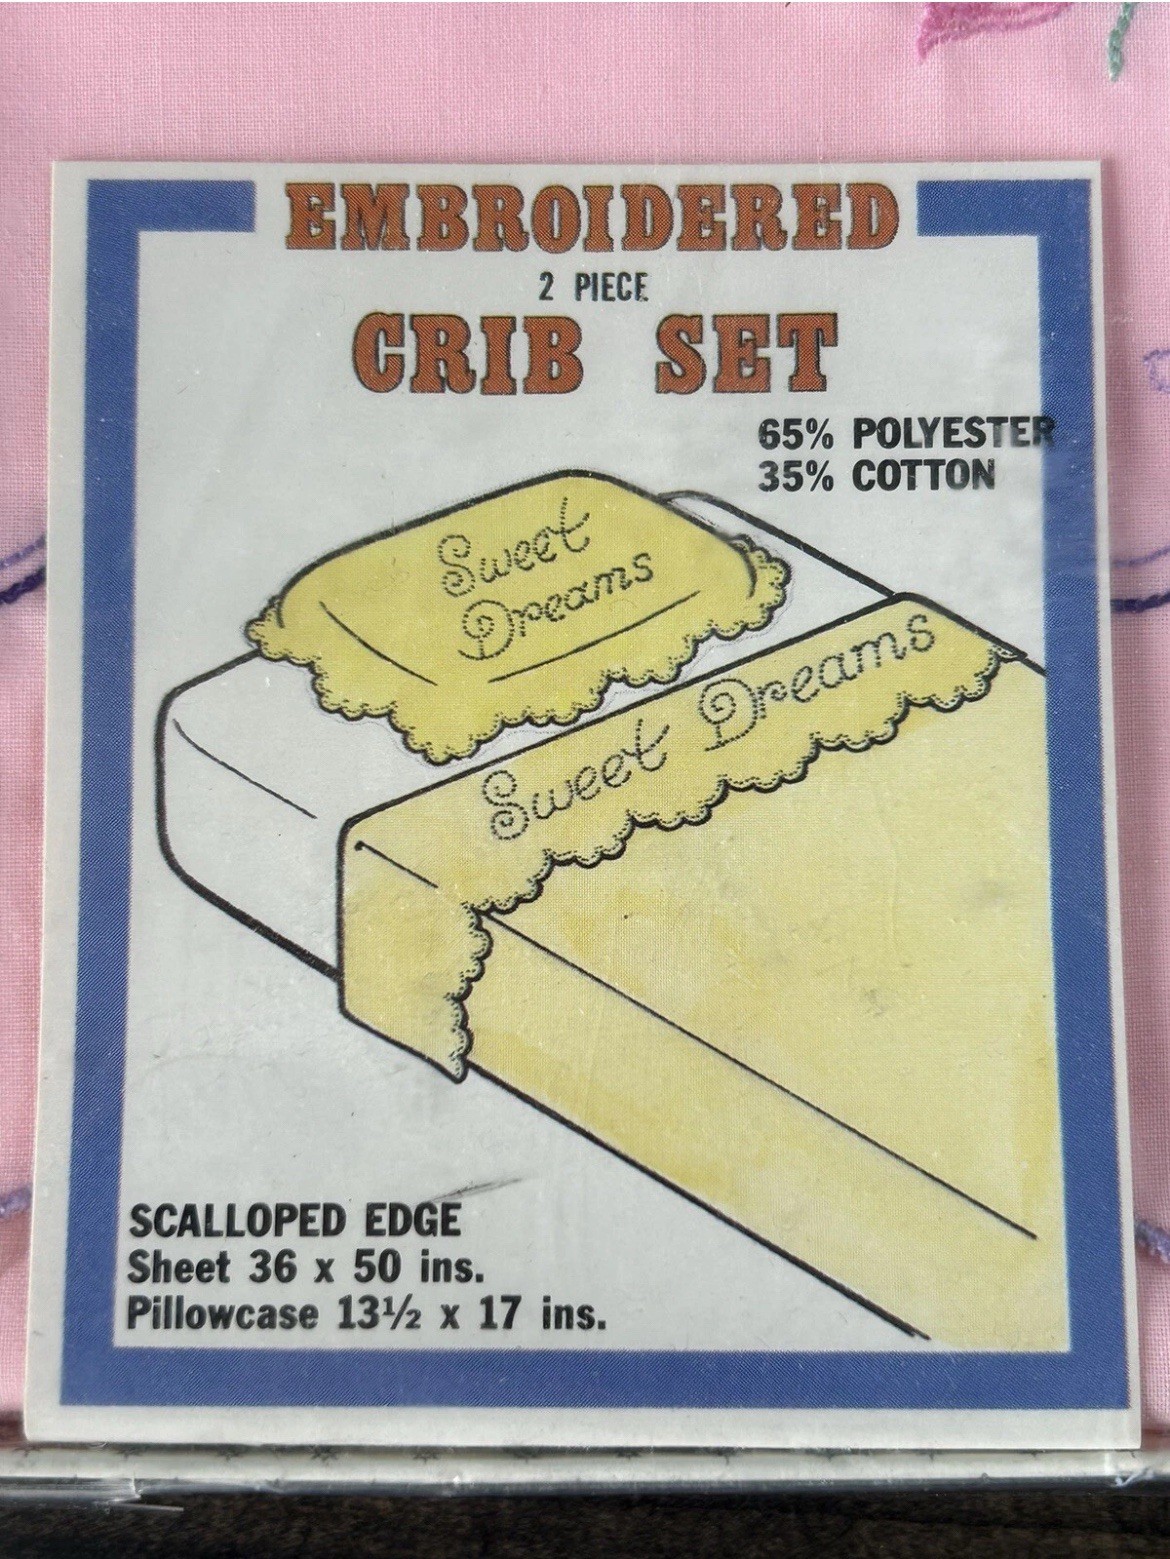 EMBROIDERED
2 PIECE
CRIB SET
65% POLYESTER
35% COTTON
Sweet
Dreams
Sweet Dreams
SCALLOPED EDGE
Sheet 36 x 50 ins.
Pillowcase 13½ x 17 ins.